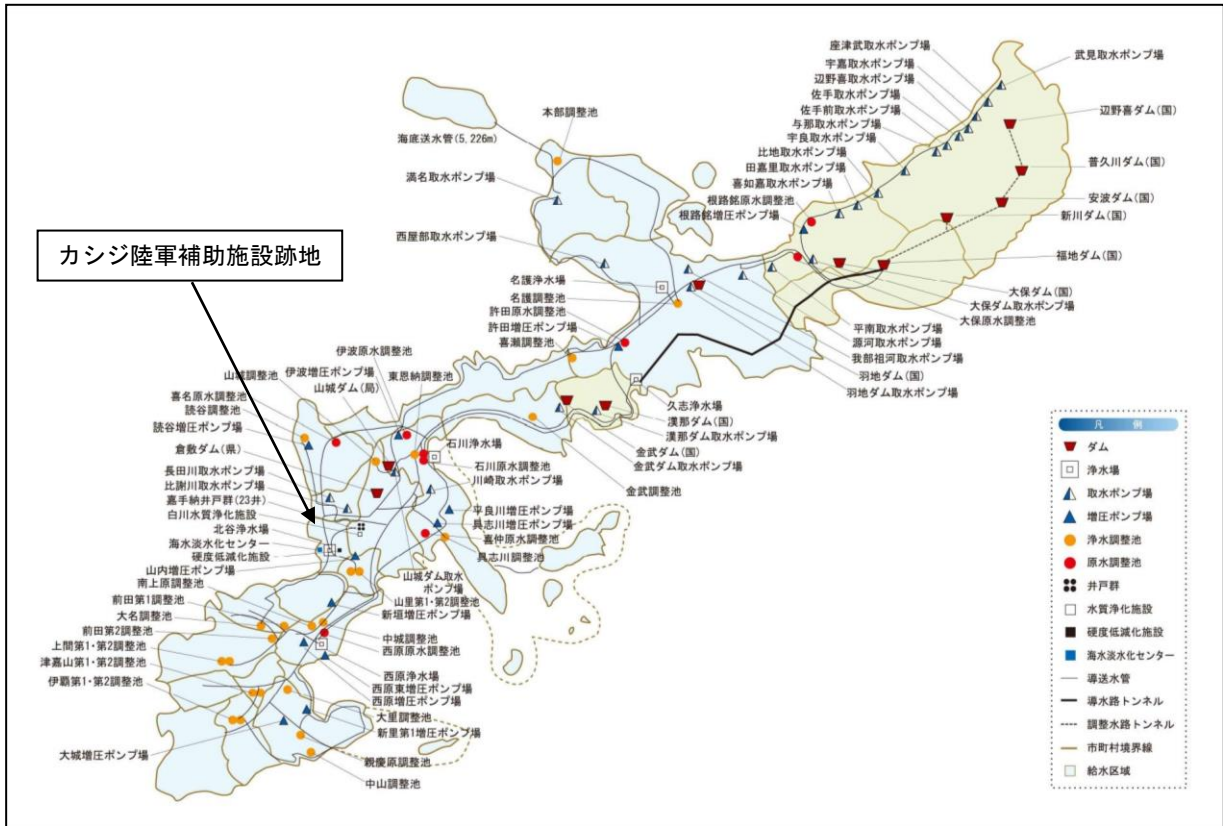 座津武取水ポンプ場
宇嘉取水ポンプ場
辺野喜取水ポンプ場
佐手取水ポンプ場
佐手前取水ポンプ場
与那取水ポンプ場
宇良取水ポンプ場
比地取水ポンプ場
田嘉里取水ポンプ場
喜如嘉取水ポンプ場
根路銘原水調整池
根路銘増圧ポンプ場
武見取水ポンプ場
辺野喜ダム(国)
普久川ダム(国)
安波ダム(国)
新川ダム(国)
福地ダム(国)
大保ダム(国)
大保ダム取水ポンプ場
大保原水調整池
平南取水ポンプ場
源河取水ポンプ場
我部祖河取水ポンプ場
羽地ダム(国)
羽地ダム取水ポンプ場
本部調整池
海底送水管(5,226m)
満名取水ポンプ場
西屋部取水ポンプ場
名護浄水場
名護調整池
許田原水調整池
許田増圧ポンプ場
喜瀬調整池
カシジ陸軍補助施設跡地
伊波原水調整池
伊波増圧ポンプ場
東恩納調整池
山城調整池
山城ダム(局)
喜名原水調整池
読谷調整池
読谷増圧ポンプ場
倉敷ダム(県)
長田川取水ポンプ場
比謝川取水ポンプ場
嘉手納井戸群(23井)
白川水質浄化施設
北谷浄水場
海水淡水化センター
硬度低減化施設
山内増圧ポンプ場
南上原調整池
前田第1調整池
大名調整池
前田第2調整池
上間第1・第2調整池
津嘉山第1・第2調整池
伊覇第1・第2調整池
大城増圧ポンプ場
久志浄水場
漢那ダム(国)
漢那ダム取水ポンプ場
金武ダム(国)
金武ダム取水ポンプ場
金武調整池
石川浄水場
石川原水調整池
川崎取水ポンプ場
平良川増圧ポンプ場
具志川増圧ポンプ場
嘉仲原水調整池
具志川調整池
山城ダム取水
ポンプ場
山里第1・第2調整池
新垣増圧ポンプ場
中城調整池
西原原水調整池
西原浄水場
西原東増圧ポンプ場
西原増圧ポンプ場
大里調整池
新里第1増圧ポンプ場
親慶原調整池
中山調整池
凡例
ダム
浄水場
取水ポンプ場
増圧ポンプ場
浄水調整池
原水調整池
井戸群
水質浄化施設
硬度低減化施設
海水淡水化センター
導送水管
導水路トンネル
調整水路トンネル
市町村境界線
給水区域